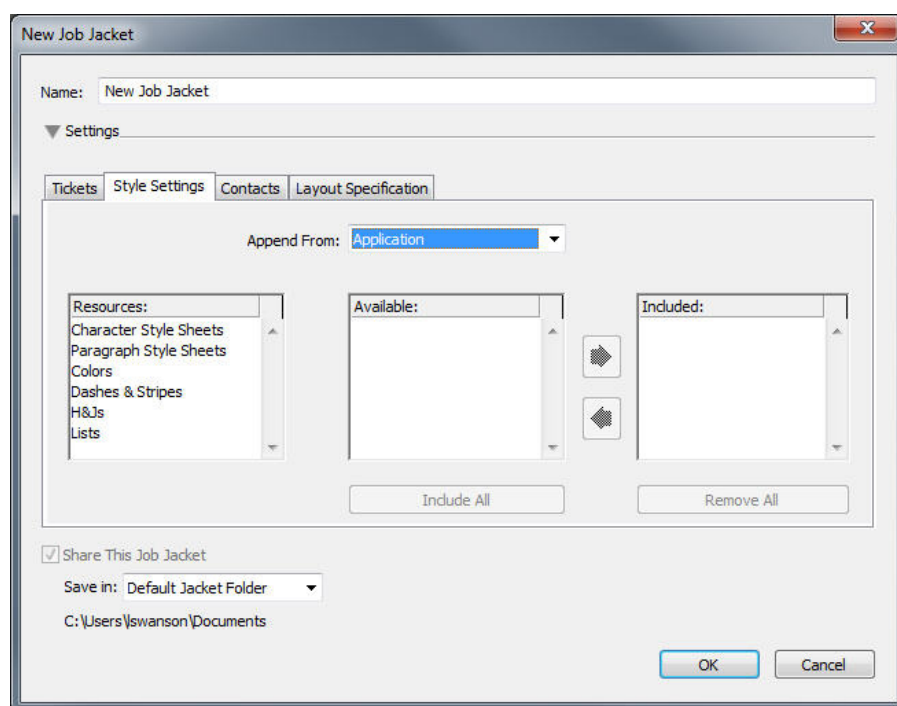 New Job Jacket
Name: New Job Jacket
Settings
Tickets Style Settings Contacts Layout Specification
Append From: Application
Resources: Available: Included:
Character Style Sheets
Paragraph Style Sheets
Colors
Dashes & Stripes
H&Js
Lists
Include All Remove All
Share This Job Jacket
Save in: Default Jacket Folder
C:\Users\lswanson\Documents
OK Cancel